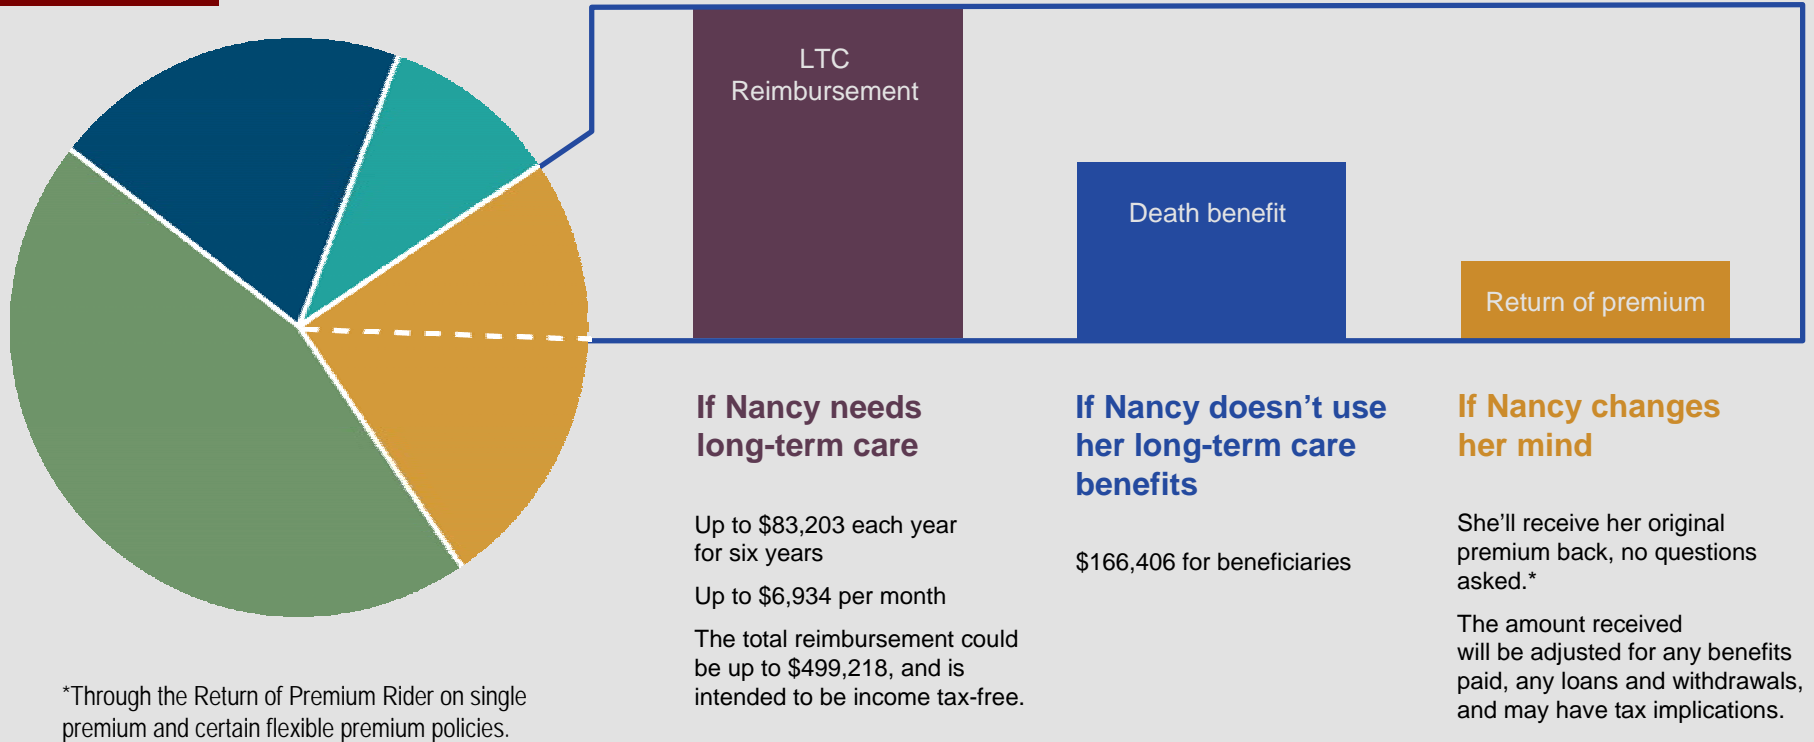 LTC
Reimbursement
Death benefit
Return of premium
If Nancy needs
long-term care
Up to $83,203 each year
for six years
Up to $6,934 per month
The total reimbursement could
be up to $499,218, and is
intended to be income tax-free.
If Nancy doesn’t use
her long-term care
benefits
$166,406 for beneficiaries
If Nancy changes
her mind
She’ll receive her original
premium back, no questions
asked.*
The amount received
will be adjusted for any benefits
paid, any loans and withdrawals,
and may have tax implications.
*Through the Return of Premium Rider on single
premium and certain flexible premium policies.